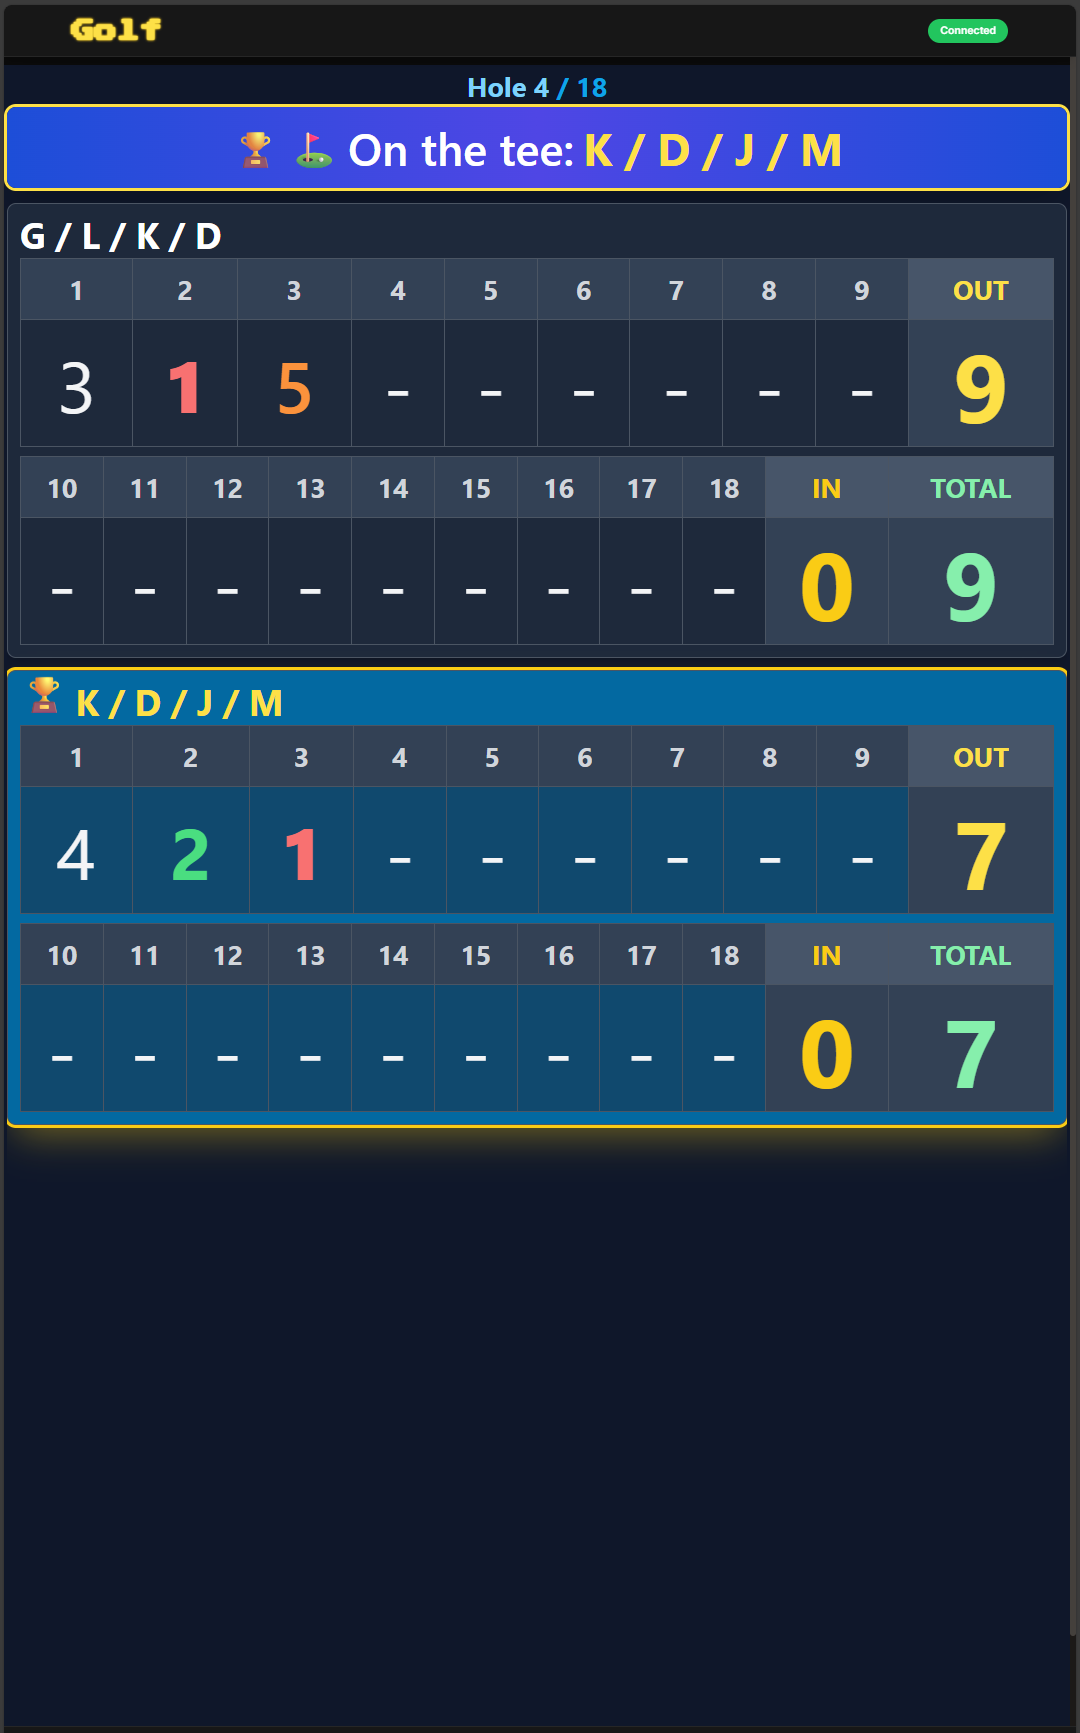 Golf
Connected
Hole 4 / 18
🏆 ⛳ On the tee: K / D / J / M
G / L / K / D
1 2 3 4 5 6 7 8 9 OUT
3 1 5 - - - - - - 9
10 11 12 13 14 15 16 17 18 IN TOTAL
- - - - - - - - - 0 9
🏆 K / D / J / M
1 2 3 4 5 6 7 8 9 OUT
4 2 1 - - - - - - 7
10 11 12 13 14 15 16 17 18 IN TOTAL
- - - - - - - - - 0 7